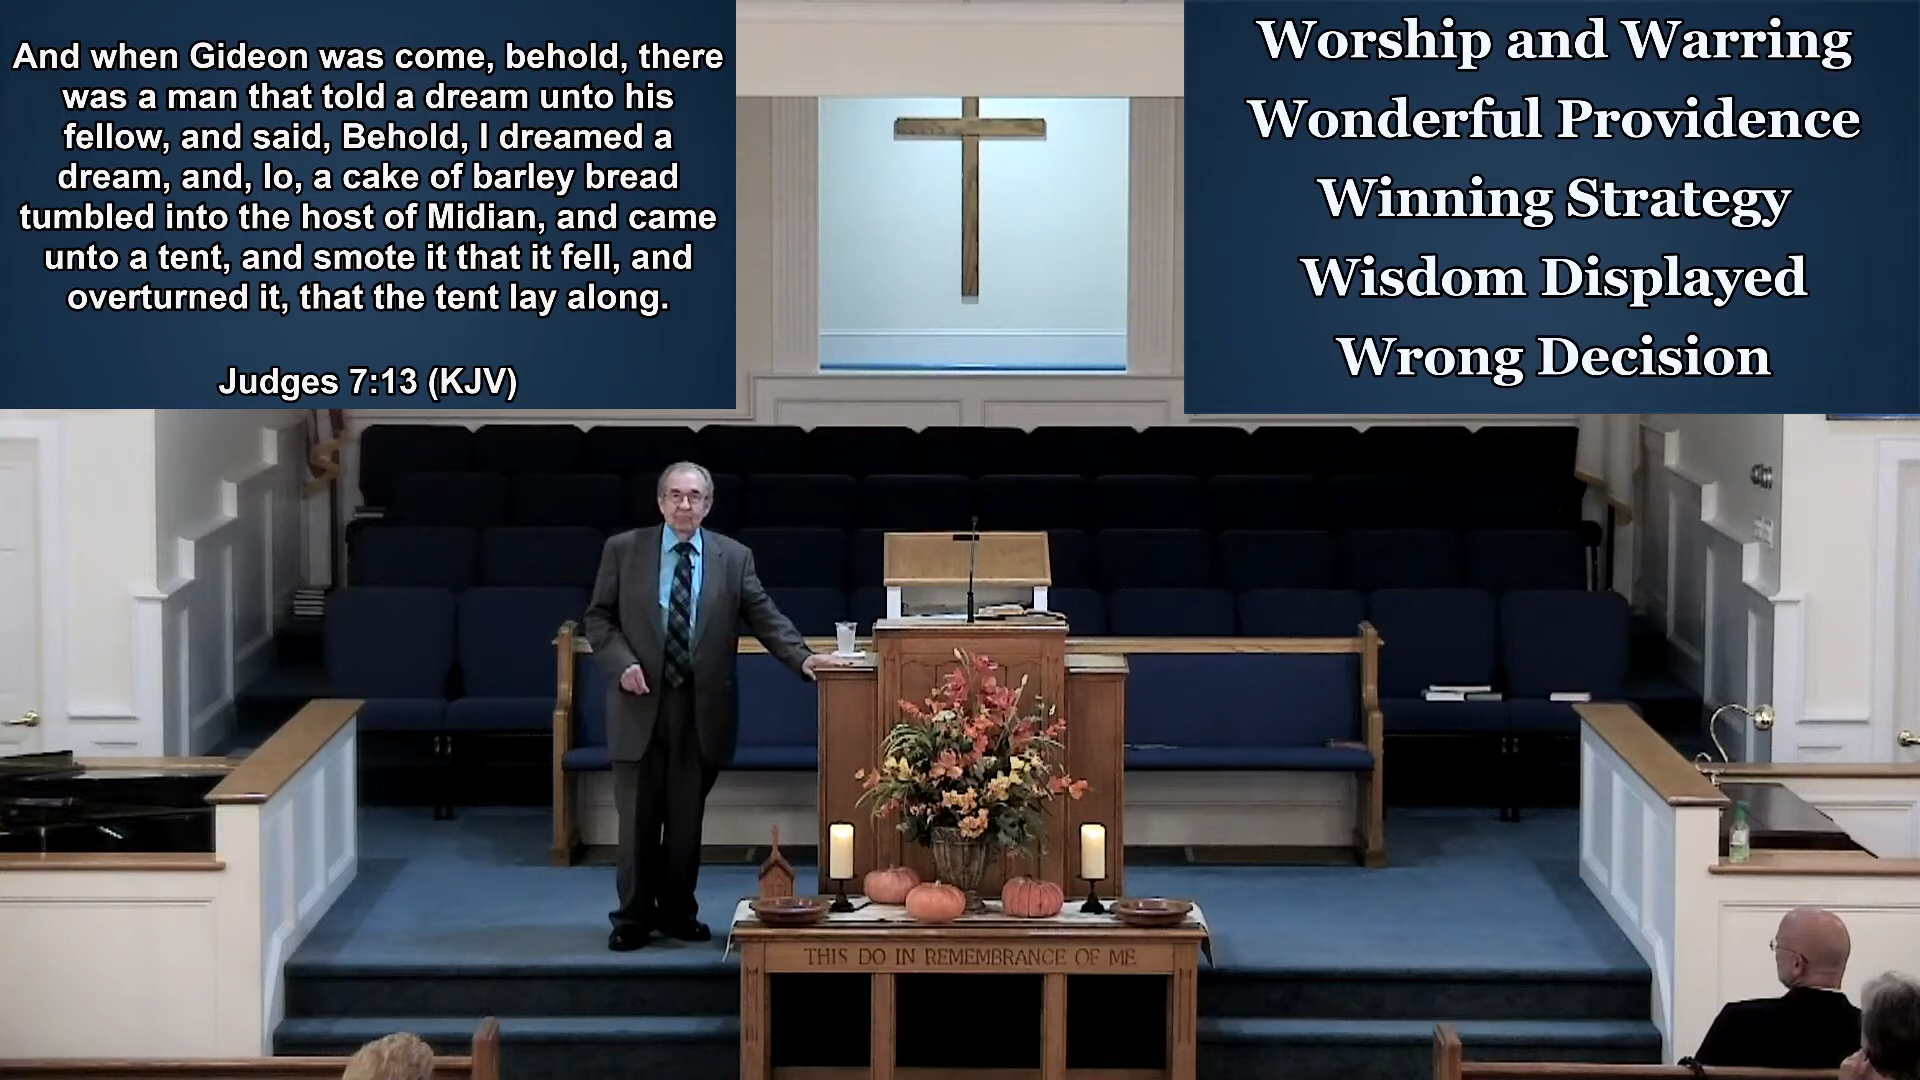 And when Gideon was come, behold, there
was a man that told a dream unto his
fellow, and said, Behold, I dreamed a
dream, and, lo, a cake of barley bread
tumbled into the host of Midian, and came
unto a tent, and smote it that it fell, and
overturned it, that the tent lay along.
Judges 7:13 (KJV)
Worship and Warring
Wonderful Providence
Winning Strategy
Wisdom Displayed
Wrong Decision
THIS DO IN REMEMBRANCE OF ME